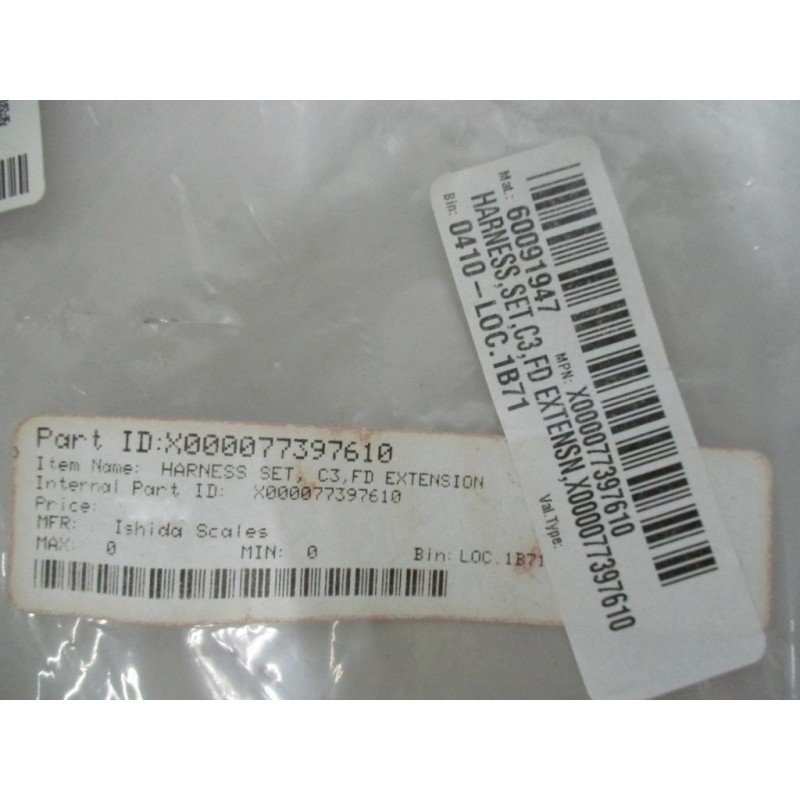 Part ID:X000077397610
Item Name: HARNESS SET, C3,FD EXTENSION
Internal Part ID: X000077397610
Price:
MFR: Ishida Scales
MAX: 0 MIN: 0 Bin: LOC.1B71
Mat.: 60091947 MPN: X000077397610
HARNESS,SET,C3,FD EXTENSN,X000077397610
Bin: 0410-LOC.1B71 Val.Type: